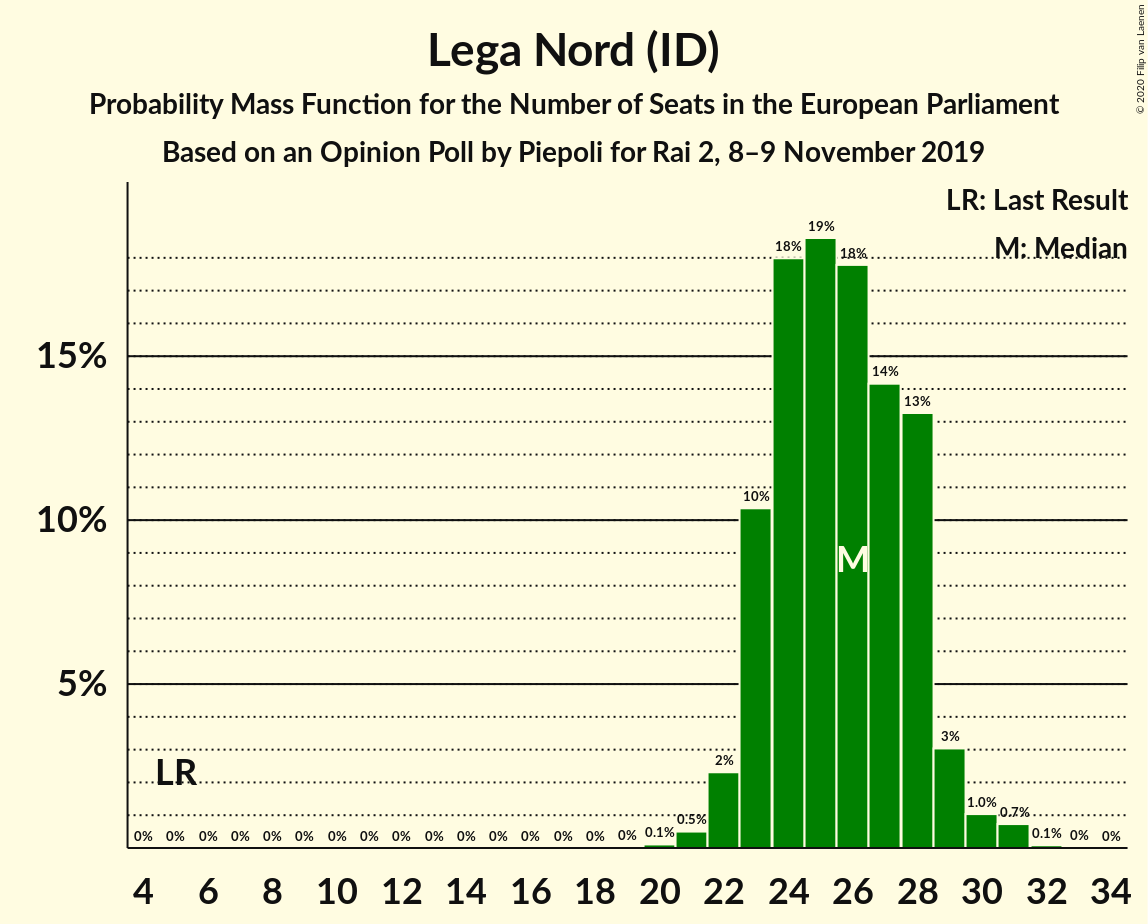 Lega Nord (ID)
Probability Mass Function for the Number of Seats in the European Parliament
Based on an Opinion Poll by Piepoli for Rai 2, 8–9 November 2019
© 2020 Filip van Laenen
LR: Last Result
M: Median
15%
10%
5%
LR
M
0% 0% 0% 0% 0% 0% 0% 0% 0% 0% 0% 0% 0% 0% 0% 0% 0.1% 0.5% 2% 10% 18% 19% 18% 14% 13% 3% 1.0% 0.7% 0.1% 0% 0%
4 6 8 10 12 14 16 18 20 22 24 26 28 30 32 34